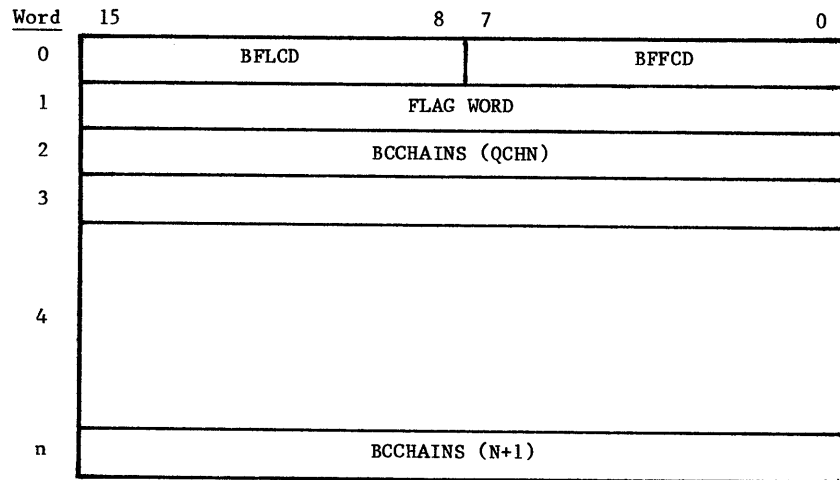 Word 15 8 7 0
0 BFLCD BFFCD
1 FLAG WORD
2 BCCHAINS (QCHN)
3
4
n BCCHAINS (N+1)